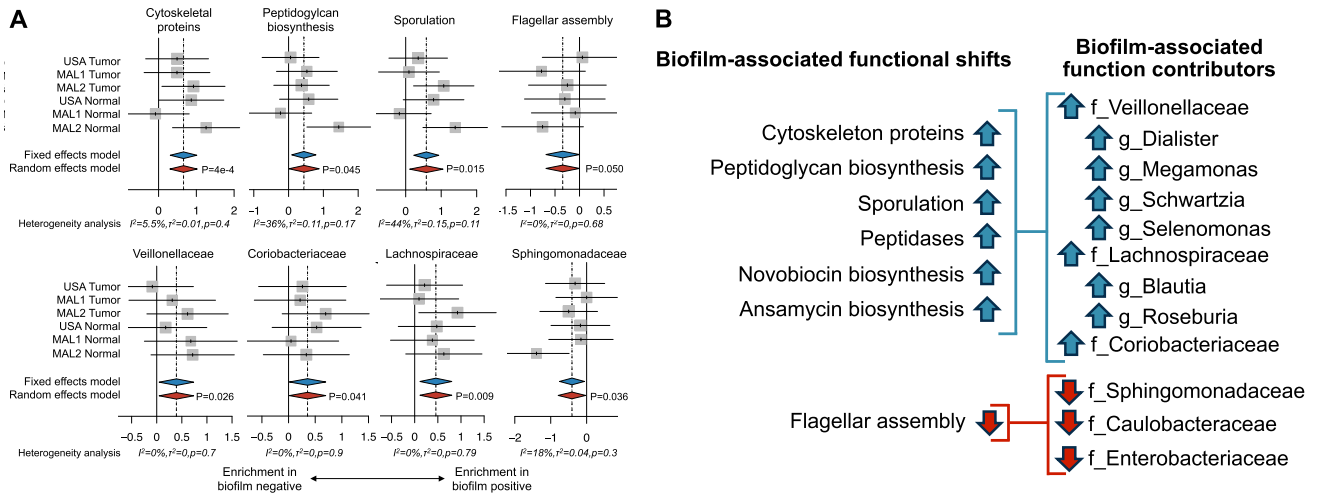 A
Cytoskeletal
proteins
Peptidogylcan
biosynthesis
Sporulation
Flagellar assembly
USA Tumor
MAL1 Tumor
MAL2 Tumor
USA Normal
MAL1 Normal
MAL2 Normal
Fixed effects model
Random effects model
P=4e-4
P=0.045
P=0.015
P=0.050
0 1 2
−1 0 1 2
0 1 2
-1.5 −1 −0.5 0 0.5
Heterogeneity analysis
I²=5.5%,τ²=0.01,p=0.4
I²=36%,τ²=0.11,p=0.17
I²=44%,τ²=0.15,p=0.11
I²=0%,τ²=0,p=0.68
Veillonellaceae
Coriobacteriaceae
Lachnospiraceae
Sphingomonadaceae
USA Tumor
MAL1 Tumor
MAL2 Tumor
USA Normal
MAL1 Normal
MAL2 Normal
Fixed effects model
Random effects model
P=0.026
P=0.041
P=0.009
P=0.036
−0.5 0 0.5 1 1.5
−0.5 0 0.5 1 1.5
−0.5 0 0.5 1 1.5
−2 −1 0
Heterogeneity analysis
I²=0%,τ²=0,p=0.7
I²=0%,τ²=0,p=0.9
I²=0%,τ²=0,p=0.79
I²=18%,τ²=0.04,p=0.3
Enrichment in
biofilm negative
Enrichment in
biofilm positive
B
Biofilm-associated functional shifts
Cytoskeleton proteins
Peptidoglycan biosynthesis
Sporulation
Peptidases
Novobiocin biosynthesis
Ansamycin biosynthesis
Flagellar assembly
Biofilm-associated
function contributors
f_Veillonellaceae
g_Dialister
g_Megamonas
g_Schwartzia
g_Selenomonas
f_Lachnospiraceae
g_Blautia
g_Roseburia
f_Coriobacteriaceae
f_Sphingomonadaceae
f_Caulobacteraceae
f_Enterobacteriaceae